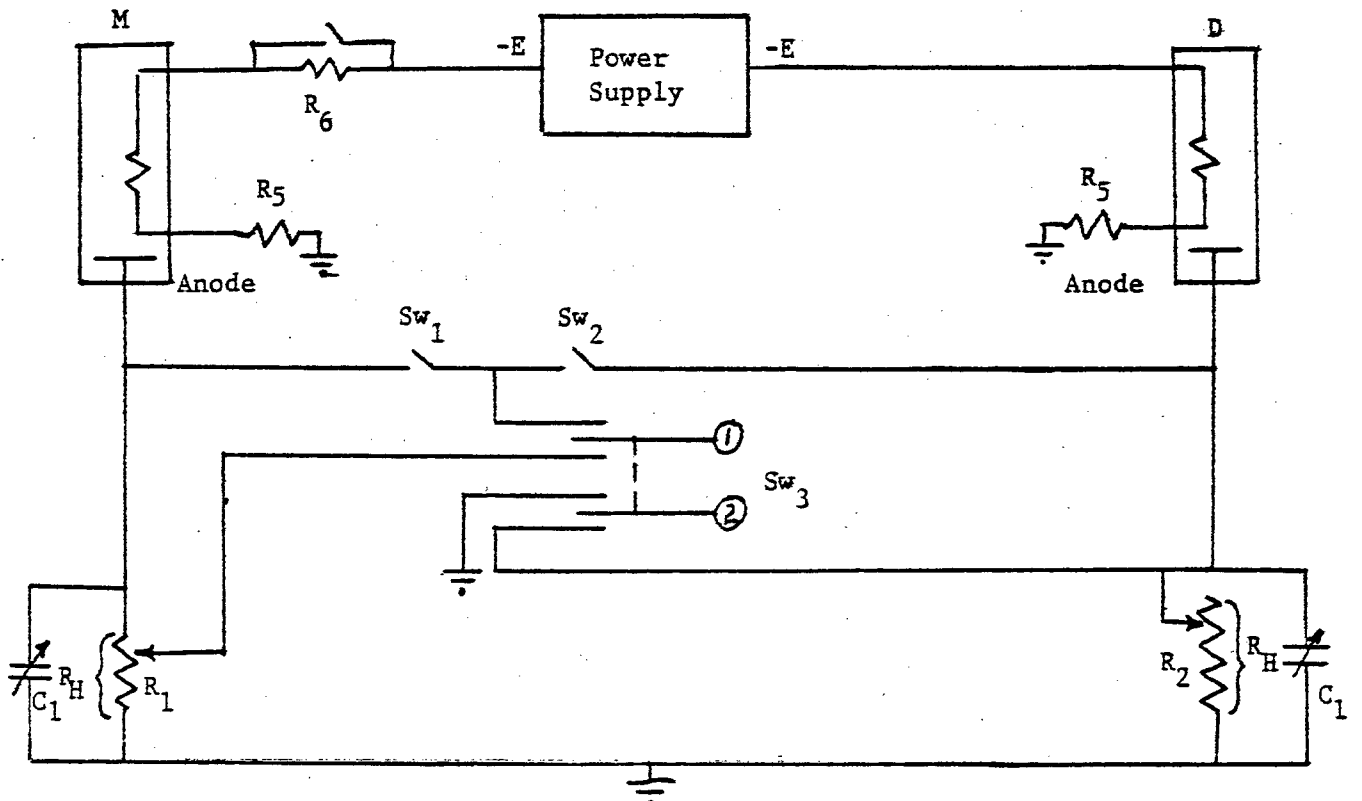 M
-E
Power
Supply
-E
D
R6
R5
R5
Anode
Anode
Sw1
Sw2
1
Sw3
2
C1
RH
R1
R2
RH
C1